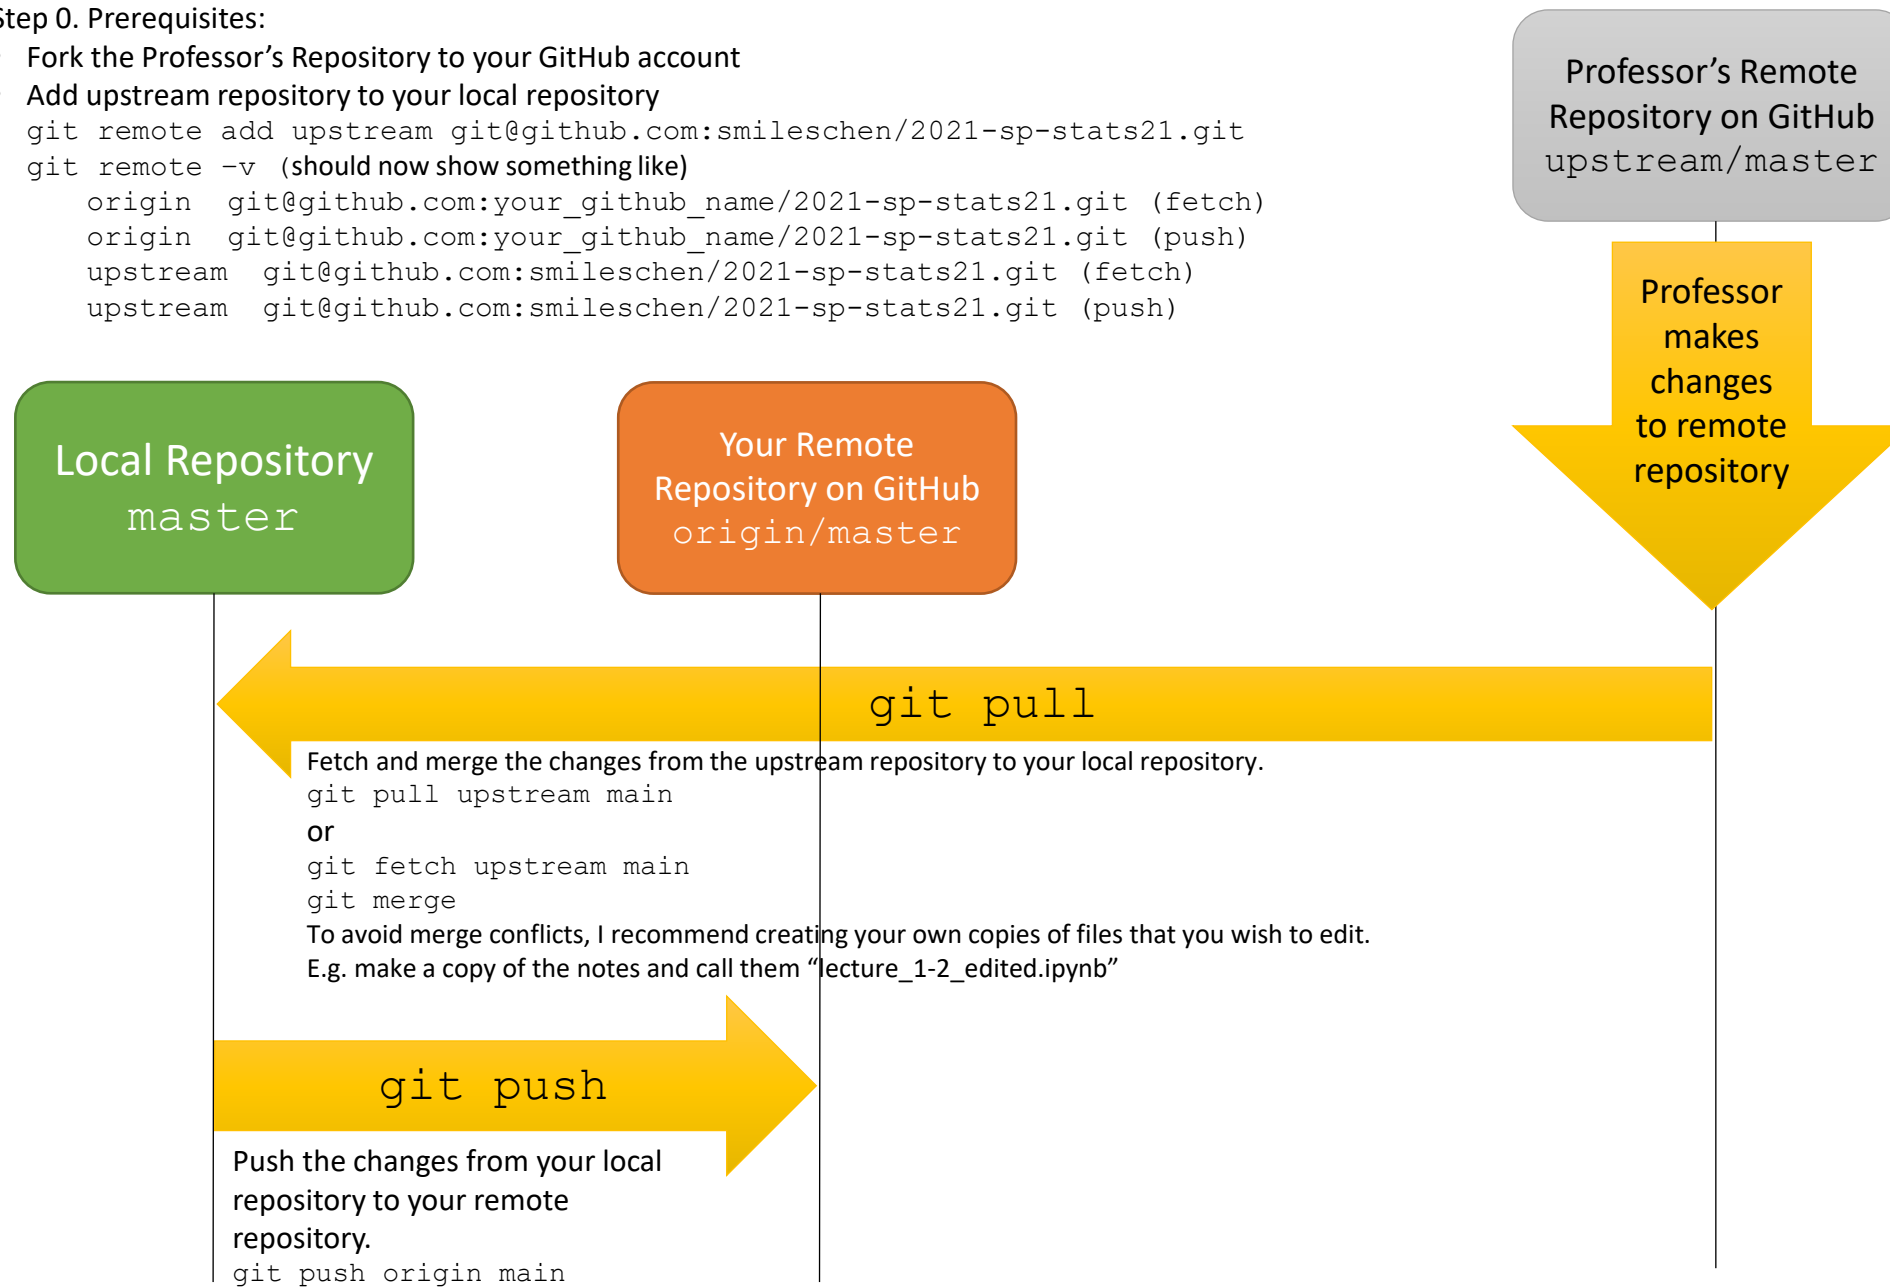 Step 0. Prerequisites:
Fork the Professor’s Repository to your GitHub account
Add upstream repository to your local repository
git remote add upstream git@github.com:smileschen/2021-sp-stats21.git
git remote –v (should now show something like)
origin  git@github.com:your_github_name/2021-sp-stats21.git (fetch)
origin  git@github.com:your_github_name/2021-sp-stats21.git (push)
upstream  git@github.com:smileschen/2021-sp-stats21.git (fetch)
upstream  git@github.com:smileschen/2021-sp-stats21.git (push)
Professor’s Remote
Repository on GitHub
upstream/master
Professor
makes
changes
to remote
repository
Local Repository
master
Your Remote
Repository on GitHub
origin/master
git pull
Fetch and merge the changes from the upstream repository to your local repository.
git pull upstream main
or
git fetch upstream main
git merge
To avoid merge conflicts, I recommend creating your own copies of files that you wish to edit.
E.g. make a copy of the notes and call them “lecture_1-2_edited.ipynb”
git push
Push the changes from your local
repository to your remote
repository.
git push origin main